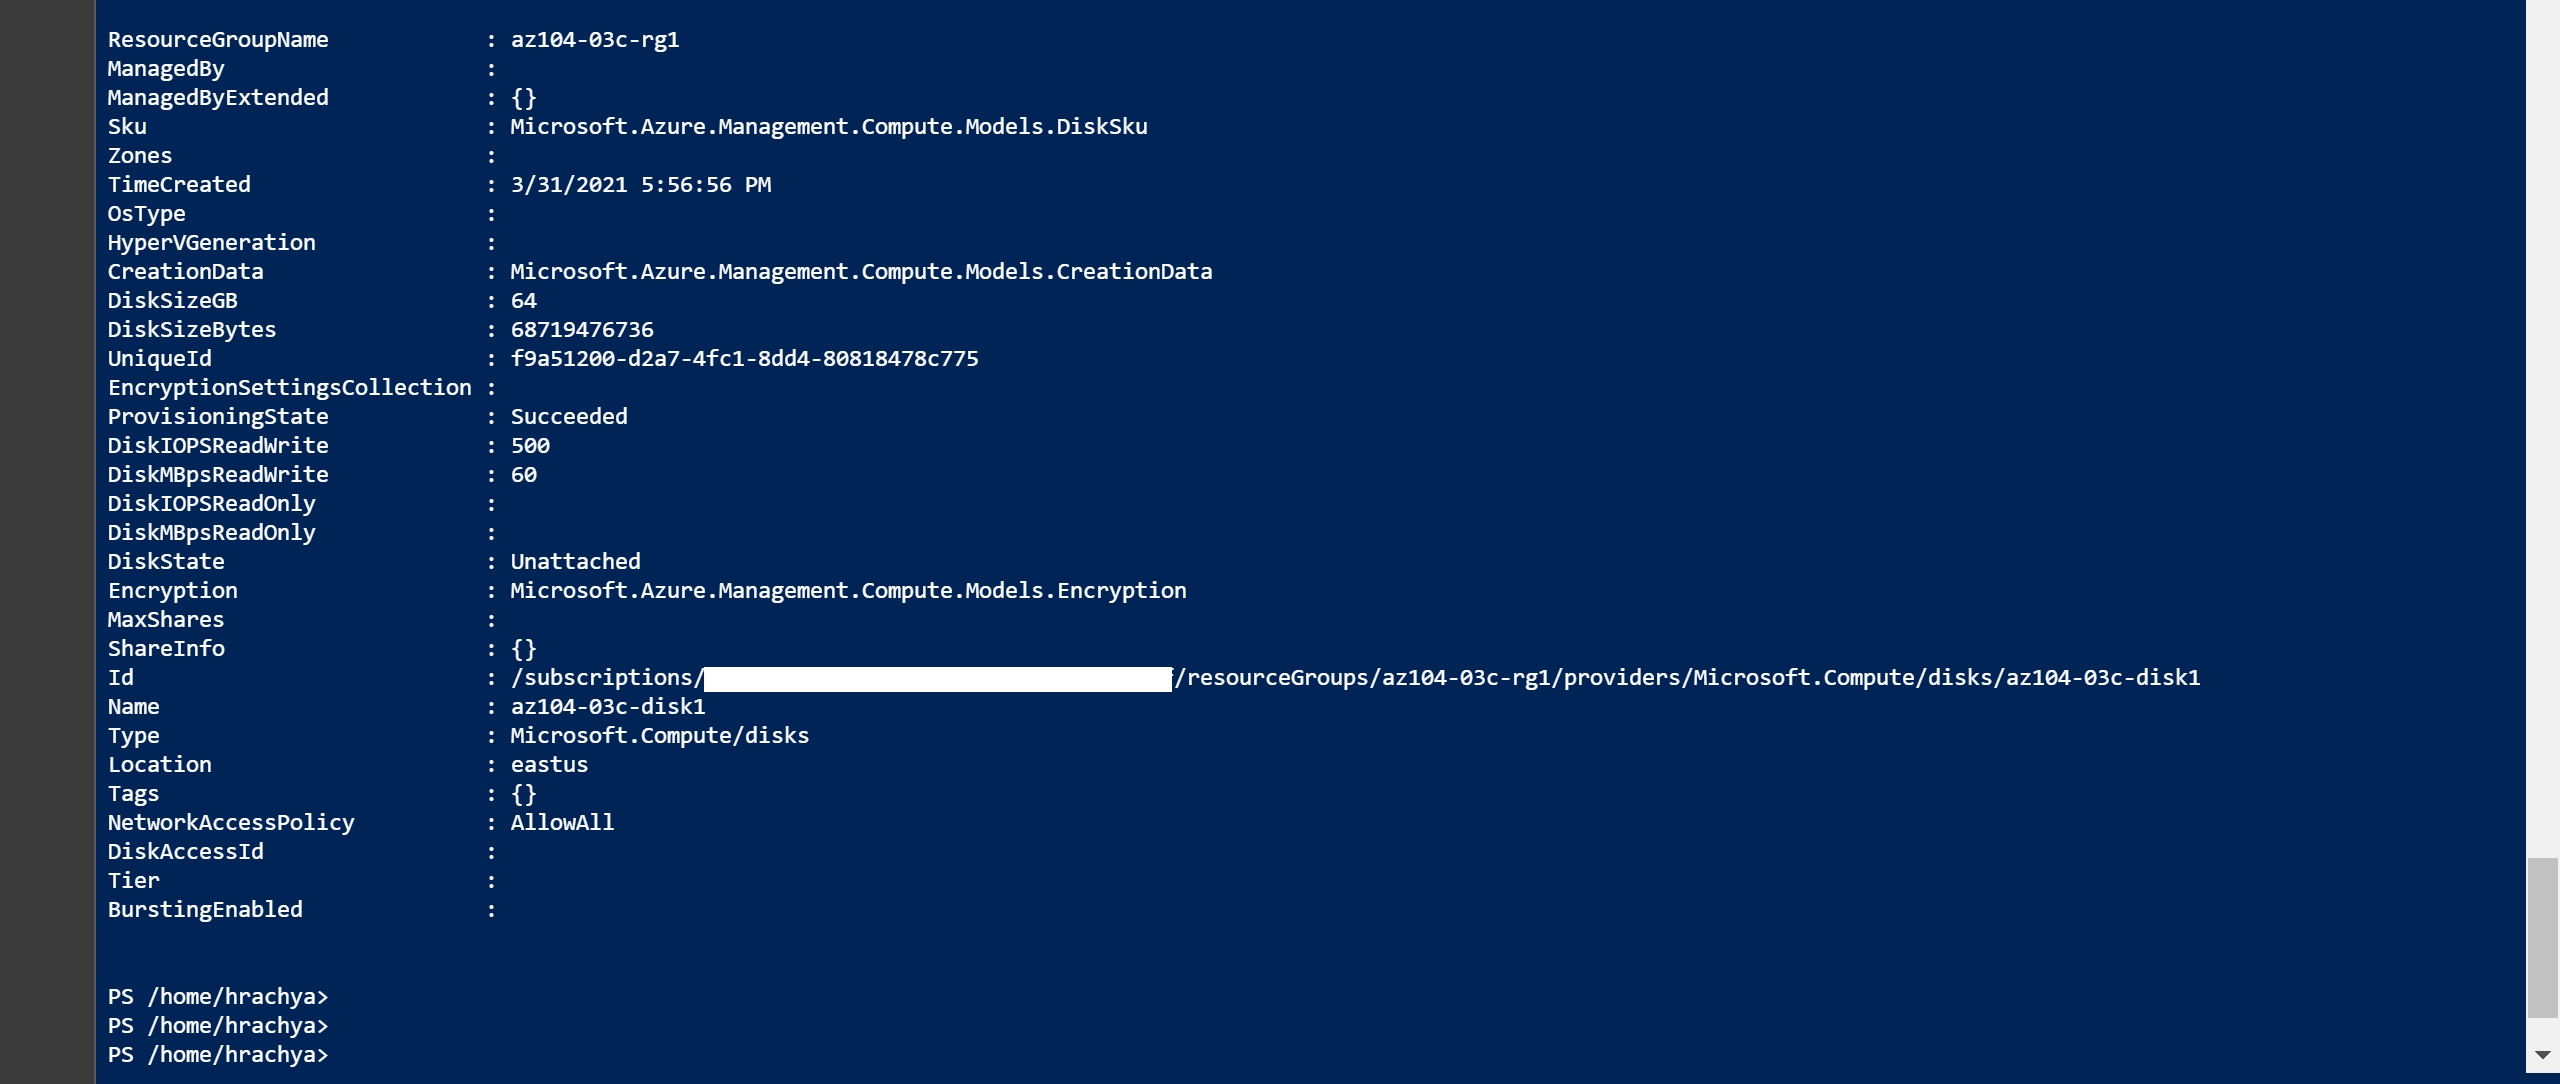 ResourceGroupName : az104-03c-rg1
ManagedBy :
ManagedByExtended : {}
Sku : Microsoft.Azure.Management.Compute.Models.DiskSku
Zones :
TimeCreated : 3/31/2021 5:56:56 PM
OsType :
HyperVGeneration :
CreationData : Microsoft.Azure.Management.Compute.Models.CreationData
DiskSizeGB : 64
DiskSizeBytes : 68719476736
UniqueId : f9a51200-d2a7-4fc1-8dd4-80818478c775
EncryptionSettingsCollection :
ProvisioningState : Succeeded
DiskIOPSReadWrite : 500
DiskMBpsReadWrite : 60
DiskIOPSReadOnly :
DiskMBpsReadOnly :
DiskState : Unattached
Encryption : Microsoft.Azure.Management.Compute.Models.Encryption
MaxShares :
ShareInfo : {}
Id : /subscriptions/ /resourceGroups/az104-03c-rg1/providers/Microsoft.Compute/disks/az104-03c-disk1
Name : az104-03c-disk1
Type : Microsoft.Compute/disks
Location : eastus
Tags : {}
NetworkAccessPolicy : AllowAll
DiskAccessId :
Tier :
BurstingEnabled :
PS /home/hrachya>
PS /home/hrachya>
PS /home/hrachya>